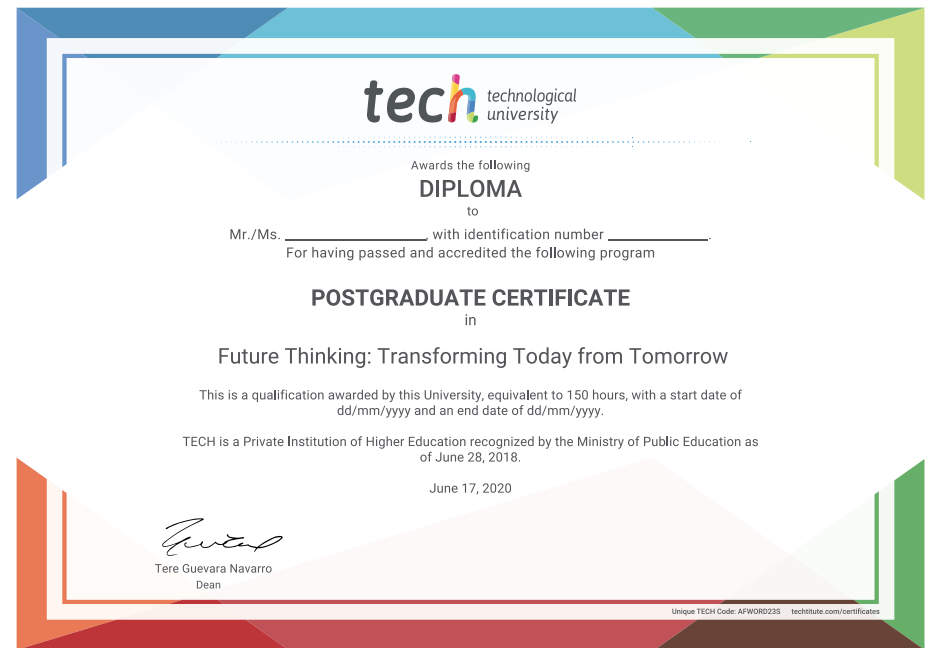 tech technological
university
Awards the following
DIPLOMA
to
Mr./Ms. ____________, with identification number ____________.
For having passed and accredited the following program
POSTGRADUATE CERTIFICATE
in
Future Thinking: Transforming Today from Tomorrow
This is a qualification awarded by this University, equivalent to 150 hours, with a start date of
dd/mm/yyyy and an end date of dd/mm/yyyy.
TECH is a Private Institution of Higher Education recognized by the Ministry of Public Education as
of June 28, 2018.
June 17, 2020
Tere Guevara Navarro
Dean
Unique TECH Code: AFWORD23S techtitute.com/certificates